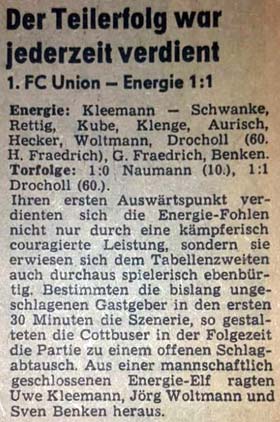 Der Teilerfolg war
jederzeit verdient
1. FC Union — Energie 1:1
Energie: Kleemann — Schwanke,
Rettig, Kube, Klenge, Aurisch,
Hecker, Woltmann, Drocholl (60.
H. Fraedrich), G. Fraedrich, Benken.
Torfolge: 1:0 Naumann (10.), 1:1
Drocholl (60.).
Ihren ersten Auswärtspunkt ver-
dienten sich die Energie-Fohlen
nicht nur durch eine kämpferisch
couragierte Leistung, sondern sie
erwiesen sich dem Tabellenzweiten
auch durchaus spielerisch ebenbür-
tig. Bestimmten die bislang unge-
schlagenen Gastgeber in den ersten
30 Minuten die Szenerie, so gestal-
teten die Cottbuser in der Folgezeit
die Partie zu einem offenen Schlag-
abtausch. Aus einer mannschaftlich
geschlossenen Energie-Elf ragten
Uwe Kleemann, Jörg Woltmann und
Sven Benken heraus.